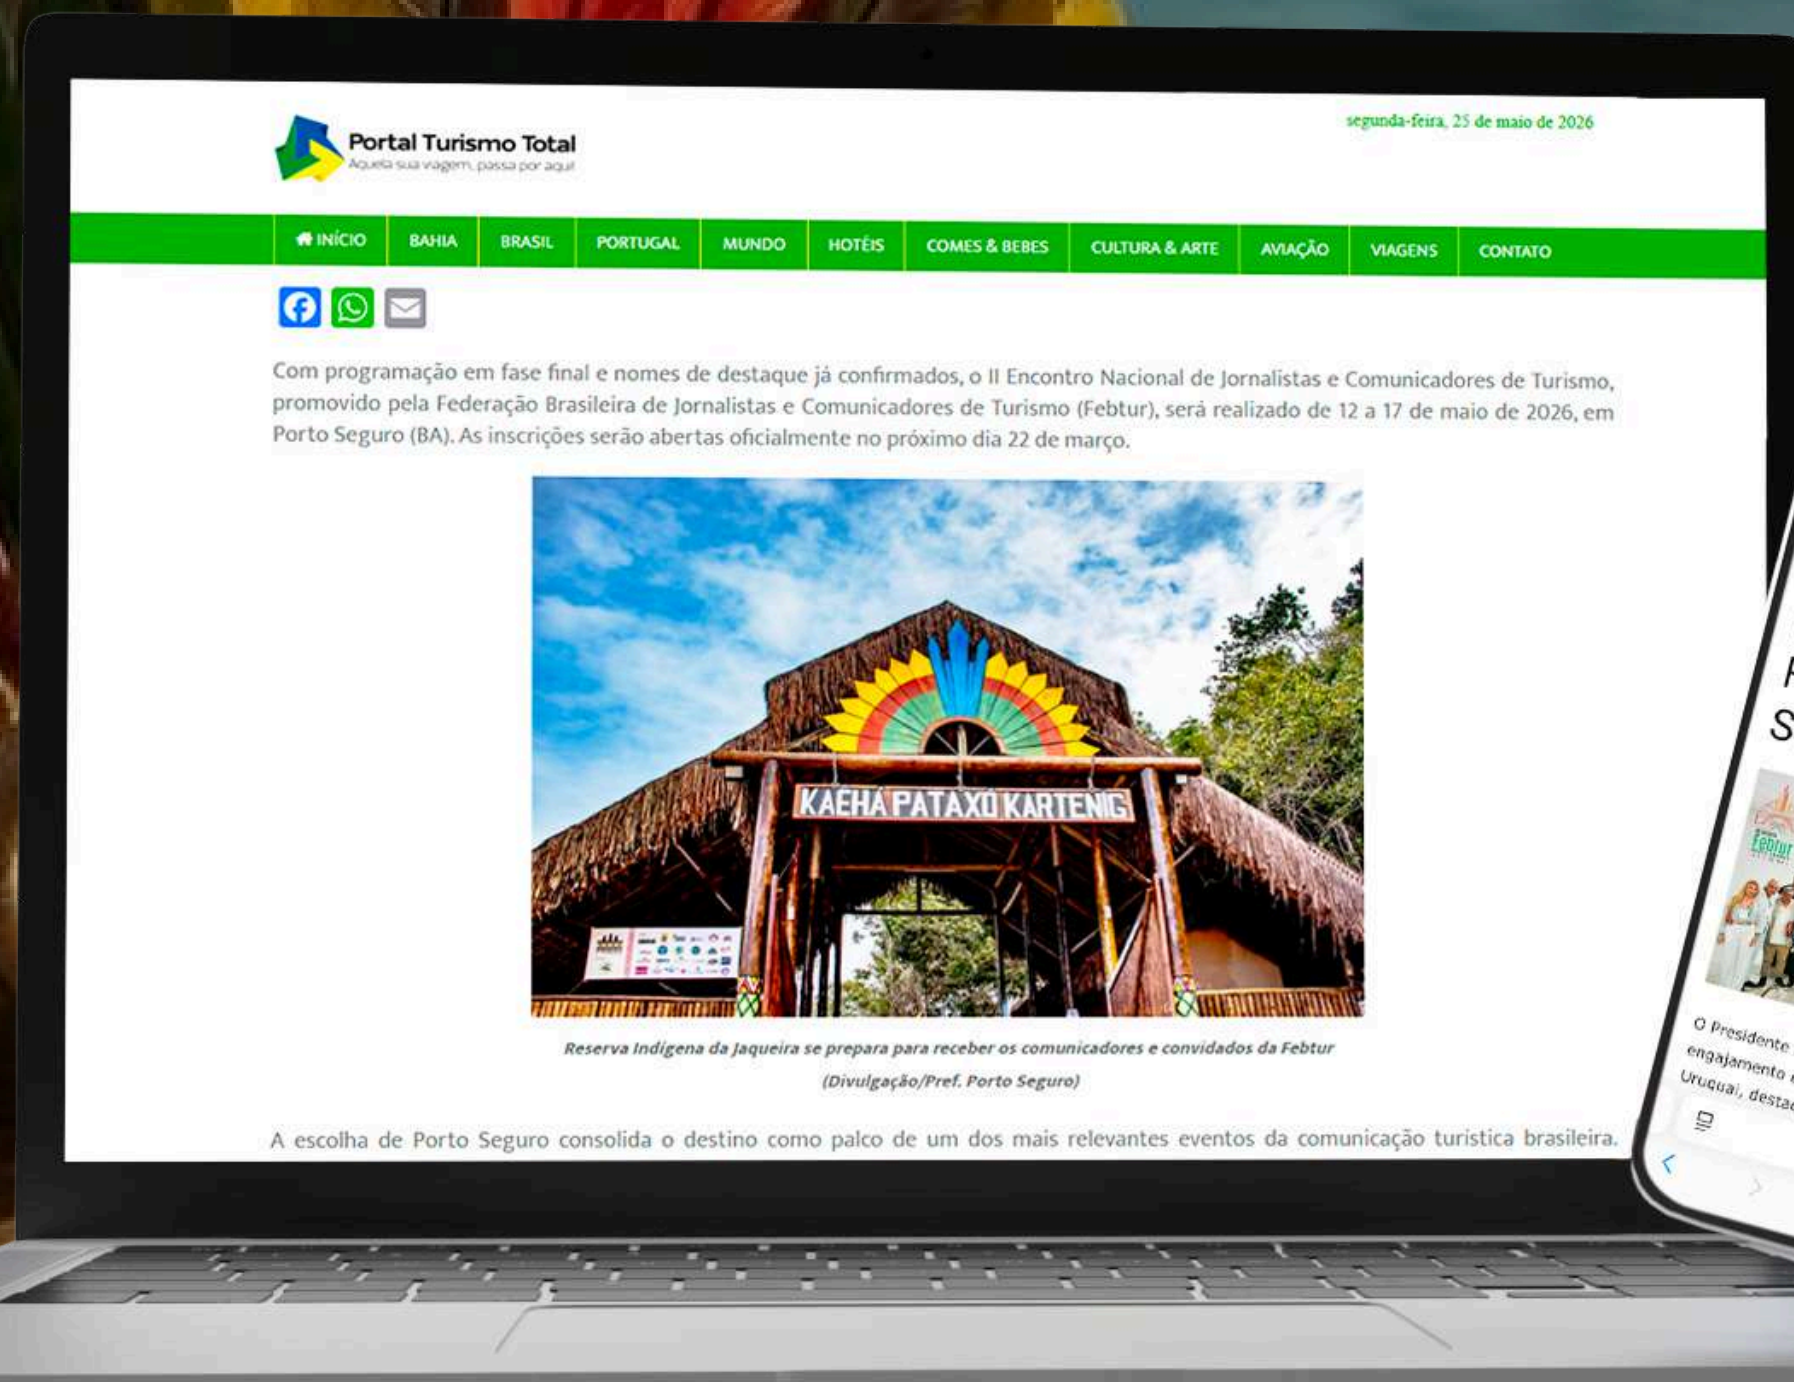 Portal Turismo Total
Aquela sua viagem, passa por aqui!
segunda-feira, 25 de maio de 2026
INÍCIO
BAHIA
BRASIL
PORTUGAL
MUNDO
HOTÉIS
COMES & BEBES
CULTURA & ARTE
AVIAÇÃO
VIAGENS
CONTATO
Com programação em fase final e nomes de destaque já confirmados, o II Encontro Nacional de Jornalistas e Comunicadores de Turismo,
promovido pela Federação Brasileira de Jornalistas e Comunicadores de Turismo (Febtur), será realizado de 12 a 17 de maio de 2026, em
Porto Seguro (BA). As inscrições serão abertas oficialmente no próximo dia 22 de março.
KAÊHÁ PATAXÓ KARTENIG
Reserva Indígena da Jaqueira se prepara para receber os comunicadores e convidados da Febtur
(Divulgação/Pref. Porto Seguro)
A escolha de Porto Seguro consolida o destino como palco de um dos mais relevantes eventos da comunicação turística brasileira.
S
Febtur
O Presidente
engajamento
Uruguai,